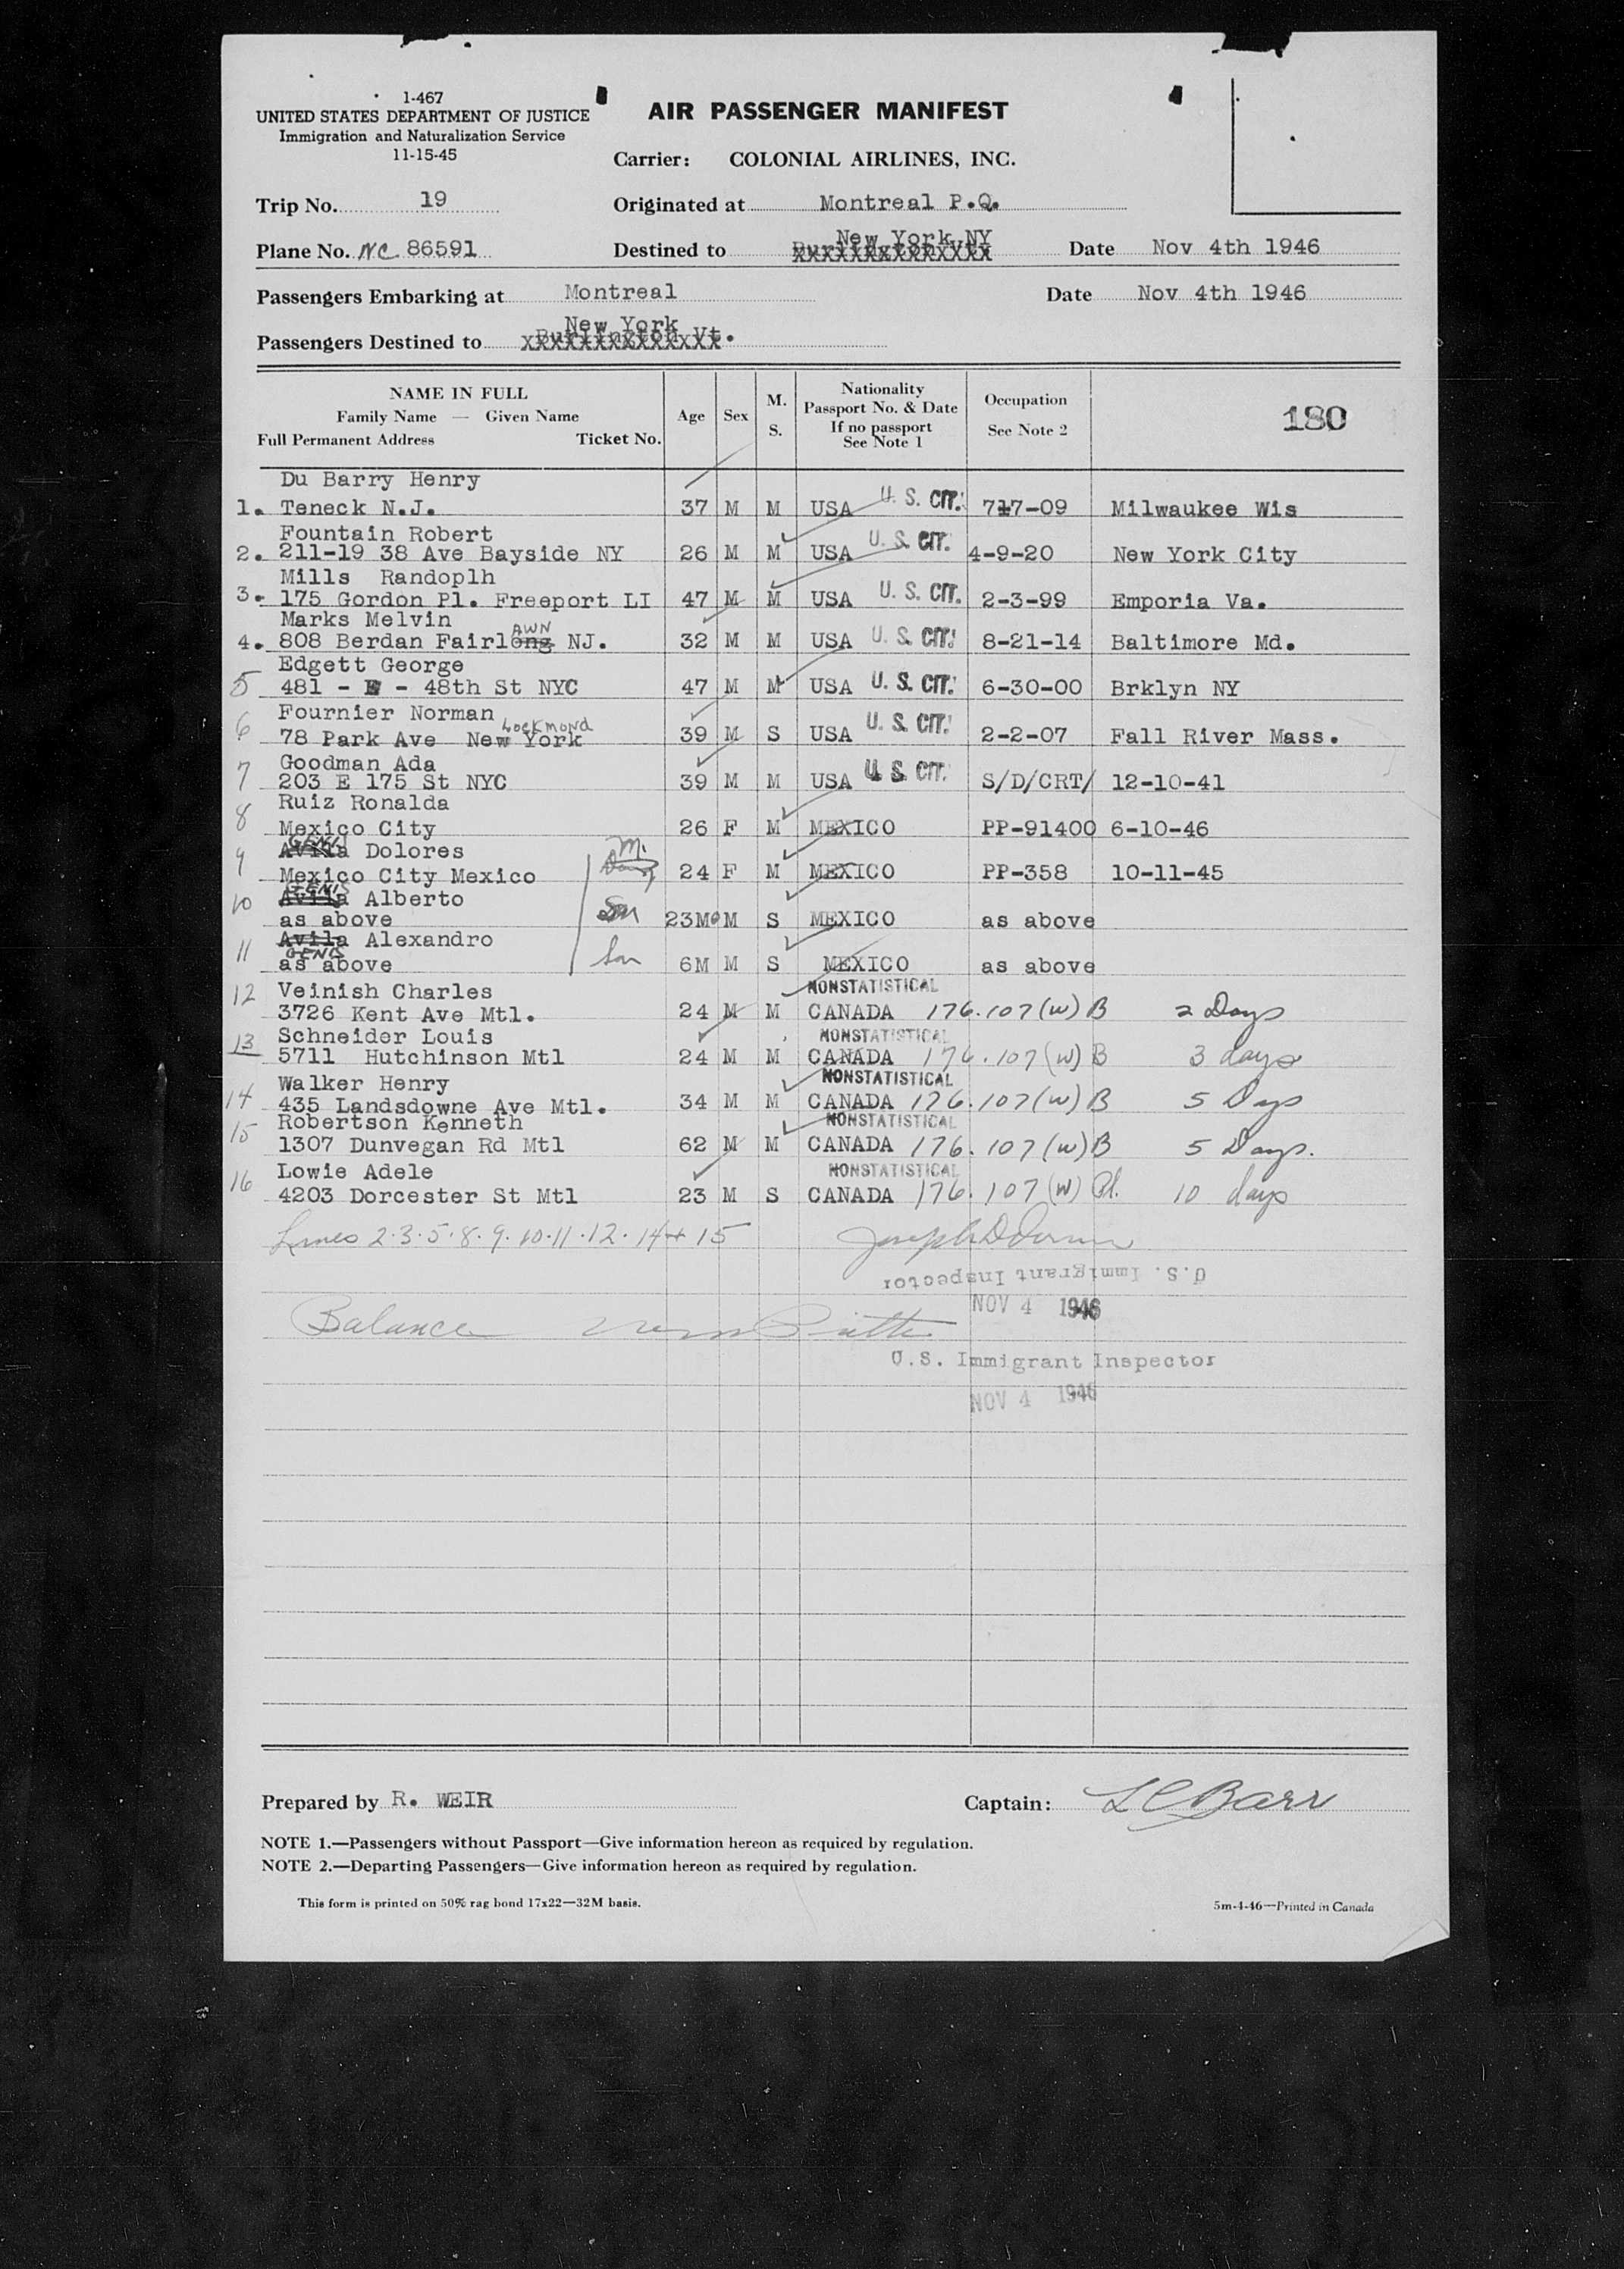 1-467
UNITED STATES DEPARTMENT OF JUSTICE
Immigration and Naturalization Service
11-15-45
AIR PASSENGER MANIFEST
Carrier: COLONIAL AIRLINES, INC.
Trip No. 19
Originated at Montreal P.Q.
Plane No. NC 86591
Destined to New York NY
Date Nov 4th 1946
Passengers Embarking at Montreal
Date Nov 4th 1946
Passengers Destined to New York
NAME IN FULL
Family Name — Given Name
Full Permanent Address Ticket No.
Age Sex M. S.
Nationality
Passport No. & Date
If no passport
See Note 1
Occupation
See Note 2
180
Du Barry Henry
1. Teneck N.J. 37 M M USA U. S. CIT. 717-09 Milwaukee Wis
Fountain Robert
2. 211-19 38 Ave Bayside NY 26 M M USA U. S. CIT. 4-9-20 New York City
Mills Randoplh
3. 175 Gordon Pl. Freeport LI 47 M M USA U. S. CIT. 2-3-99 Emporia Va.
Marks Melvin
4. 808 Berdan Fairlong AWN NJ. 32 M M USA U. S. CIT. 8-21-14 Baltimore Md.
Edgett George
5 481 - E - 48th St NYC 47 M M USA U. S. CIT. 6-30-00 Brklyn NY
Fournier Norman
6 78 Park Ave New York 39 M S USA U. S. CIT. 2-2-07 Fall River Mass.
Goodman Ada
7 203 E 175 St NYC 39 M M USA U. S. CIT. S/D/CRT/ 12-10-41
Ruiz Ronalda
8 Mexico City 26 F M MEXICO PP-91400 6-10-46
GENIS
Avila Dolores
9 Mexico City Mexico 24 F M MEXICO PP-358 10-11-45
GENIS
Avila Alberto Son
10 as above 23Mo M S MEXICO as above
Avila Alexandro
GENIS
11 as above Son 6M M S MEXICO as above
12 Veinish Charles NONSTATISTICAL
3726 Kent Ave Mtl. 24 M M CANADA 176.107(W) B 2 Days
Schneider Louis NONSTATISTICAL
13 5711 Hutchinson Mtl 24 M M CANADA 176.107(W) B 3 days
Walker Henry NONSTATISTICAL
14 435 Landsdowne Ave Mtl. 34 M M CANADA 176.107(W) B 5 Days
Robertson Kenneth NONSTATISTICAL
15 1307 Dunvegan Rd Mtl 62 M M CANADA 176.107(W) B 5 Days.
Lowie Adele NONSTATISTICAL
16 4203 Dorcester St Mtl 23 M S CANADA 176.107(W) Pl. 10 days
Lines 2.3.5.8.9.10.11.12.14 + 15
U.S. Immigrant Inspector
NOV 4 1946
Balance
U.S. Immigrant Inspector
NOV 4 1946
Prepared by R. WEIR
Captain: L C Barr
NOTE 1.—Passengers without Passport—Give information hereon as required by regulation.
NOTE 2.—Departing Passengers—Give information hereon as required by regulation.
This form is printed on 50% rag bond 17x22—32M basis.
5m-4-46—Printed in Canada